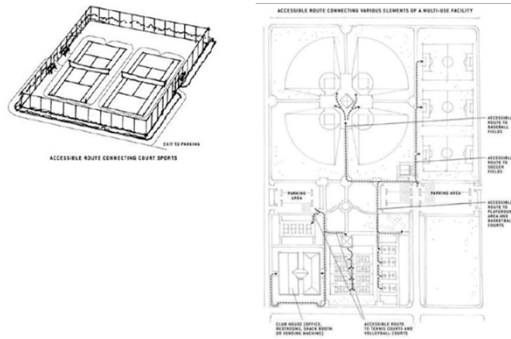 EXIT TO PARKING
ACCESSIBLE ROUTE CONNECTING COURT SPORTS
ACCESSIBLE ROUTE CONNECTING VARIOUS ELEMENTS OF A MULTI-USE FACILITY
ACCESSIBLE
ROUTE TO
BASEBALL
FIELDS
ACCESSIBLE
ROUTE TO
SOCCER
FIELDS
PARKING
AREA
PARKING AREA
ACCESSIBLE
ROUTE TO
PLAYGROUND
AREA AND
BASKETBALL
COURTS
CLUB HOUSE (OFFICE,
RESTROOMS, SNACK ROOM
OR VENDING MACHINE)
ACCESSIBLE ROUTE
TO TENNIS COURTS AND
VOLLEYBALL COURTS